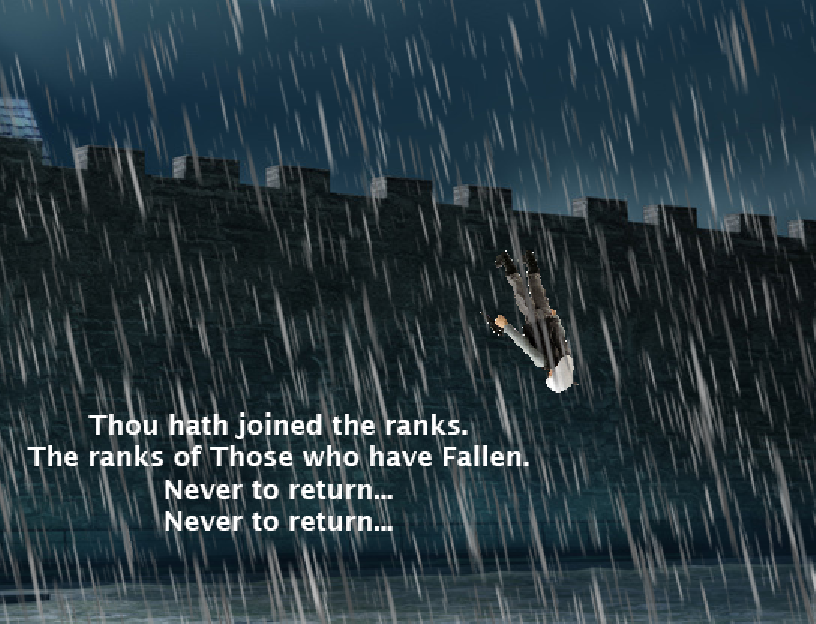 Thou hath joined the ranks.
The ranks of Those who have Fallen.
Never to return...
Never to return...